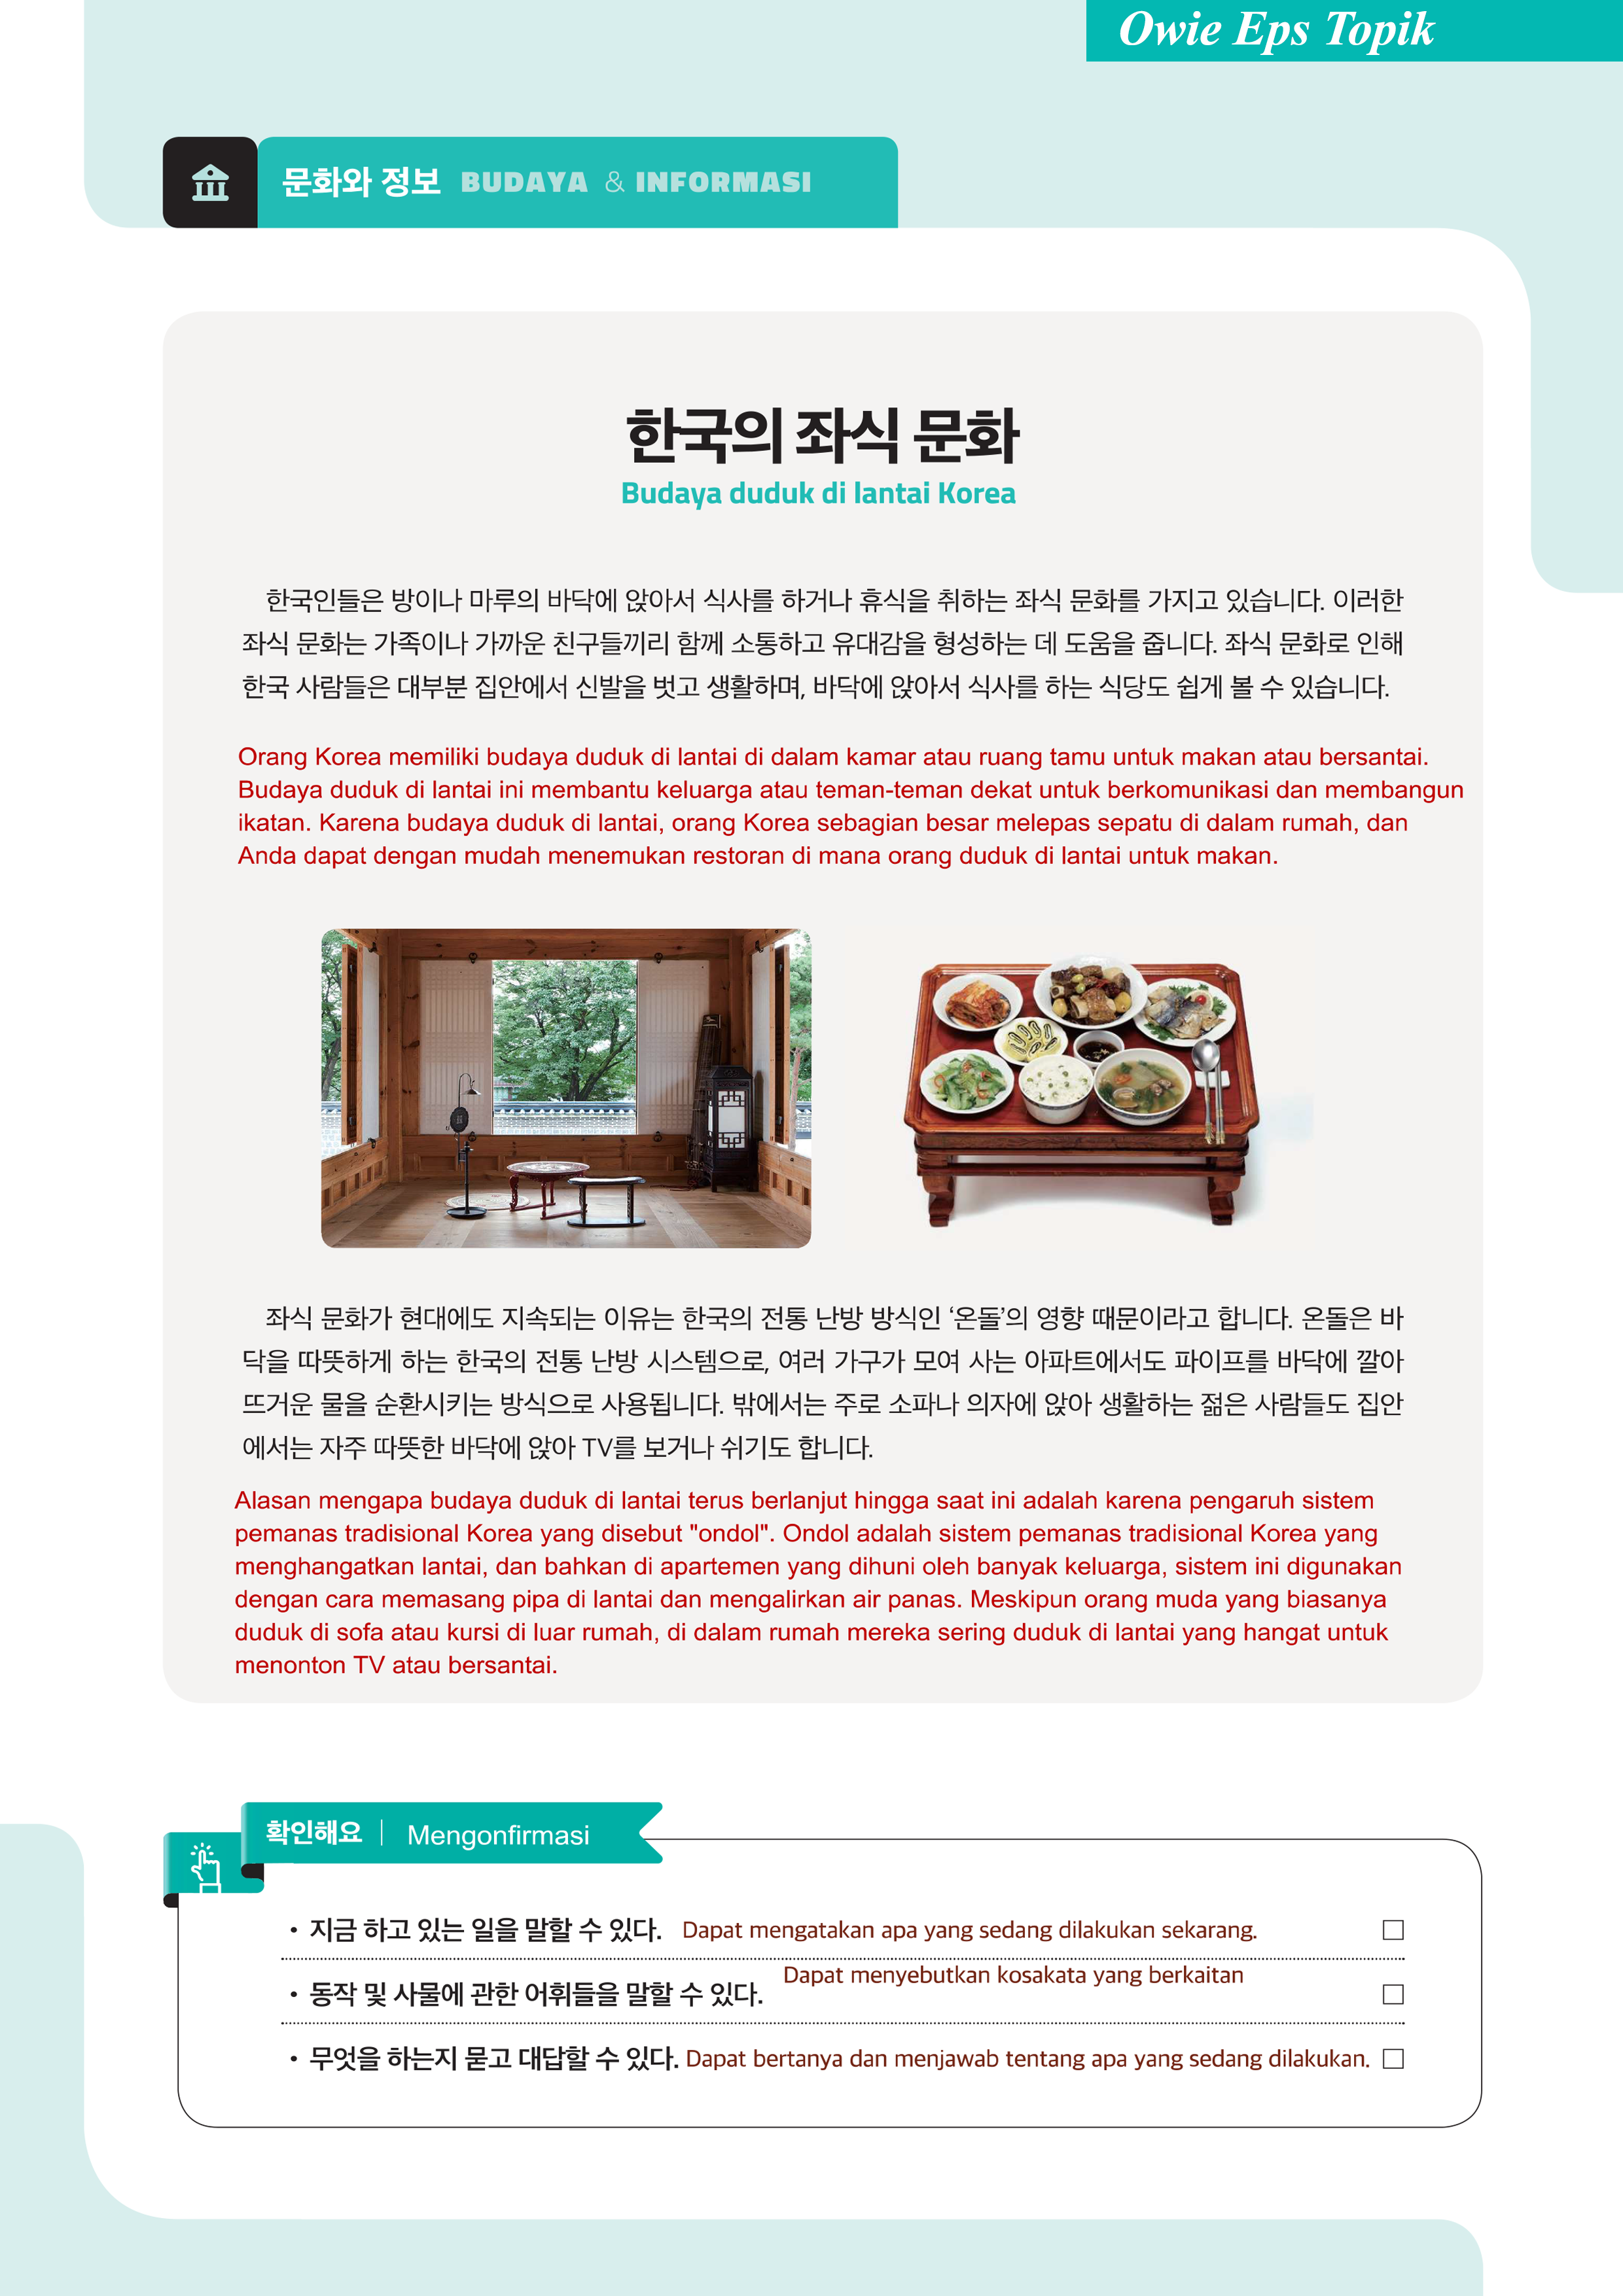 Owie Eps Topik
문화와 정보 BUDAYA & INFORMASI
한국의 좌식 문화
Budaya duduk di lantai Korea
한국인들은 방이나 마루의 바닥에 앉아서 식사를 하거나 휴식을 취하는 좌식 문화를 가지고 있습니다. 이러한
좌식 문화는 가족이나 가까운 친구들끼리 함께 소통하고 유대감을 형성하는 데 도움을 줍니다. 좌식 문화로 인해
한국 사람들은 대부분 집안에서 신발을 벗고 생활하며, 바닥에 앉아서 식사를 하는 식당도 쉽게 볼 수 있습니다.
Orang Korea memiliki budaya duduk di lantai di dalam kamar atau ruang tamu untuk makan atau bersantai.
Budaya duduk di lantai ini membantu keluarga atau teman-teman dekat untuk berkomunikasi dan membangun
ikatan. Karena budaya duduk di lantai, orang Korea sebagian besar melepas sepatu di dalam rumah, dan
Anda dapat dengan mudah menemukan restoran di mana orang duduk di lantai untuk makan.
좌식 문화가 현대에도 지속되는 이유는 한국의 전통 난방 방식인 ‘온돌’의 영향 때문이라고 합니다. 온돌은 바
닥을 따뜻하게 하는 한국의 전통 난방 시스템으로, 여러 가구가 모여 사는 아파트에서도 파이프를 바닥에 깔아
뜨거운 물을 순환시키는 방식으로 사용됩니다. 밖에서는 주로 소파나 의자에 앉아 생활하는 젊은 사람들도 집안
에서는 자주 따뜻한 바닥에 앉아 TV를 보거나 쉬기도 합니다.
Alasan mengapa budaya duduk di lantai terus berlanjut hingga saat ini adalah karena pengaruh sistem
pemanas tradisional Korea yang disebut "ondol". Ondol adalah sistem pemanas tradisional Korea yang
menghangatkan lantai, dan bahkan di apartemen yang dihuni oleh banyak keluarga, sistem ini digunakan
dengan cara memasang pipa di lantai dan mengalirkan air panas. Meskipun orang muda yang biasanya
duduk di sofa atau kursi di luar rumah, di dalam rumah mereka sering duduk di lantai yang hangat untuk
menonton TV atau bersantai.
확인해요 | Mengonfirmasi
• 지금 하고 있는 일을 말할 수 있다. Dapat mengatakan apa yang sedang dilakukan sekarang. □
• 동작 및 사물에 관한 어휘들을 말할 수 있다. Dapat menyebutkan kosakata yang berkaitan □
• 무엇을 하는지 묻고 대답할 수 있다. Dapat bertanya dan menjawab tentang apa yang sedang dilakukan. □